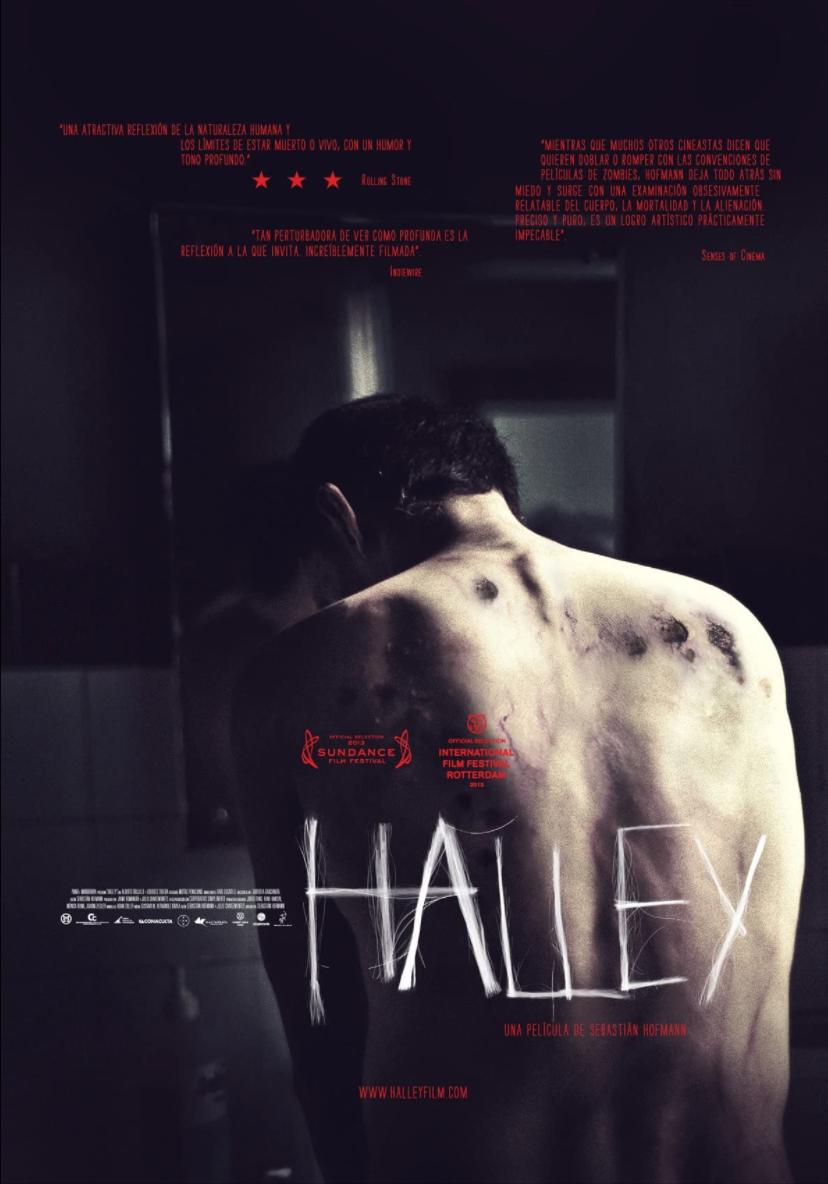 "UNA ATRACTIVA REFLEXIÓN DE LA NATURALEZA HUMANA Y
LOS LÍMITES DE ESTAR MUERTO O VIVO, CON UN HUMOR Y
TONO PROFUNDO."
ROLLING STONE
"TAN PERTURBADORA DE VER COMO PROFUNDA ES LA
REFLEXIÓN A LA QUE INVITA. INCREÍBLEMENTE FILMADA".
INDIEWIRE
"MIENTRAS QUE MUCHOS OTROS CINEASTAS DICEN QUE
QUIEREN DOBLAR O ROMPER CON LAS CONVENCIONES DE
PELÍCULAS DE ZOMBIES, HOFMANN DEJA TODO ATRÁS SIN
MIEDO Y SURGE CON UNA EXAMINACIÓN OBSESIVAMENTE
RELATABLE DEL CUERPO, LA MORTALIDAD Y LA ALIENACIÓN.
PRECISO Y PURO, ES UN LOGRO ARTÍSTICO PRÁCTICAMENTE
IMPECABLE".
SENSES OF CINEMA
OFFICIAL SELECTION
2013
SUNDANCE
FILM FESTIVAL
OFFICIAL SELECTION
INTERNATIONAL
FILM FESTIVAL
ROTTERDAM
2013
HALLEY
CONACULTA
UNA PELÍCULA DE SEBASTIÁN HOFMANN
WWW.HALLEYFILM.COM